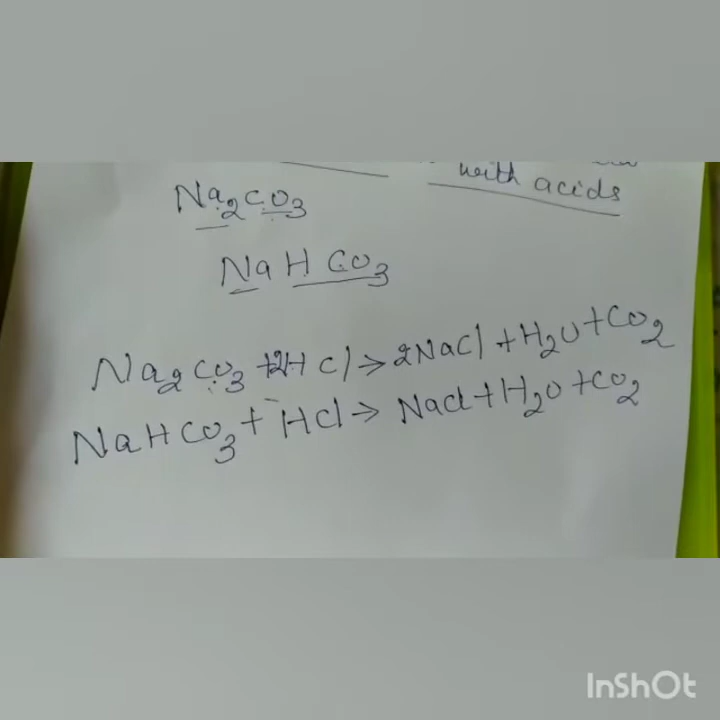 with acids
Na2CO3
NaHCO3
Na2CO3+2HCl→2NaCl+H2O+CO2
NaHCO3+HCl→NaCl+H2O+CO2
InShOt